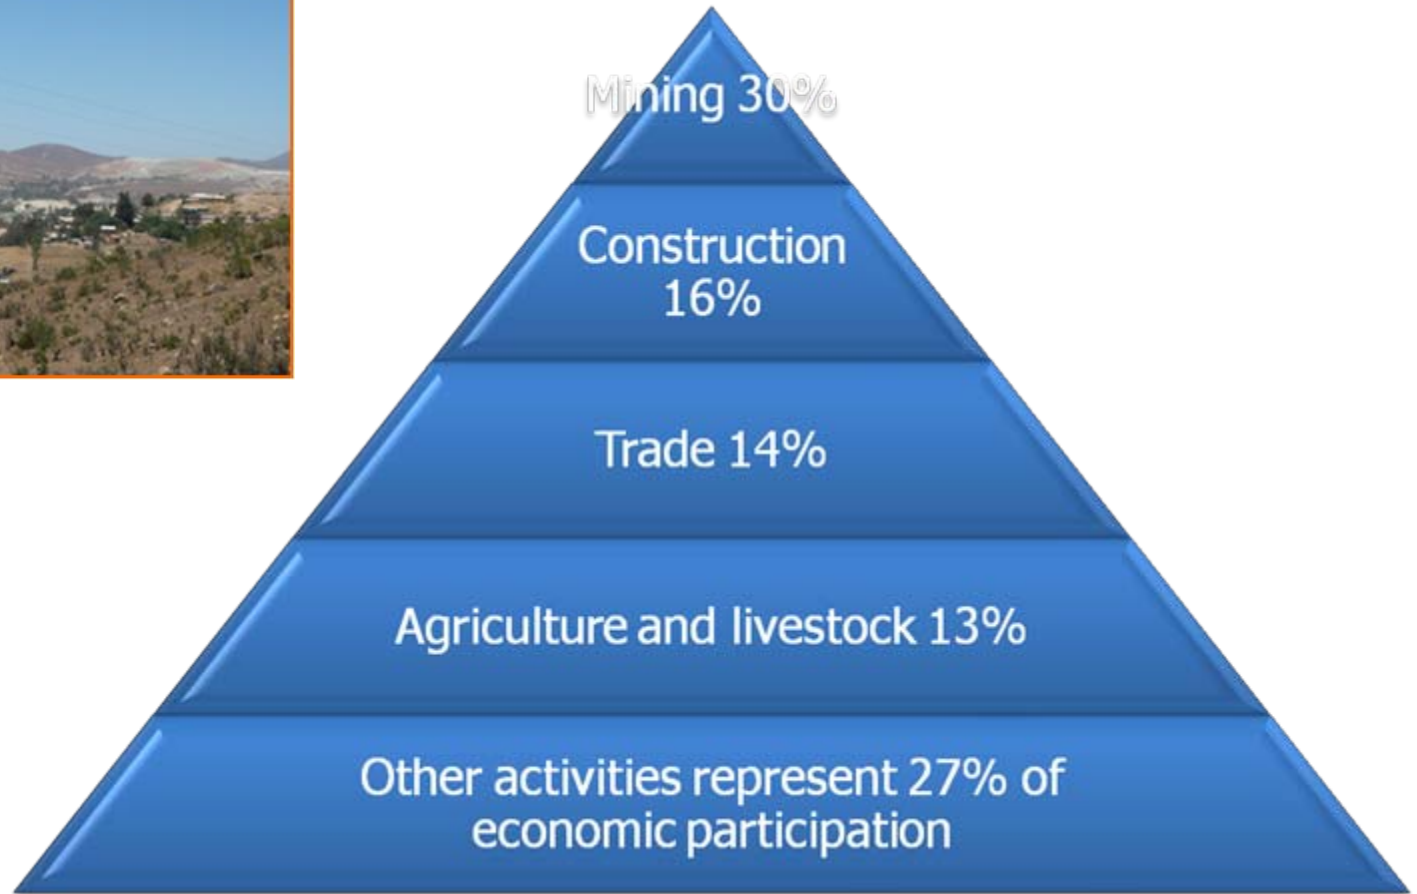 Mining 30%
Construction
16%
Trade 14%
Agriculture and livestock 13%
Other activities represent 27% of
economic participation